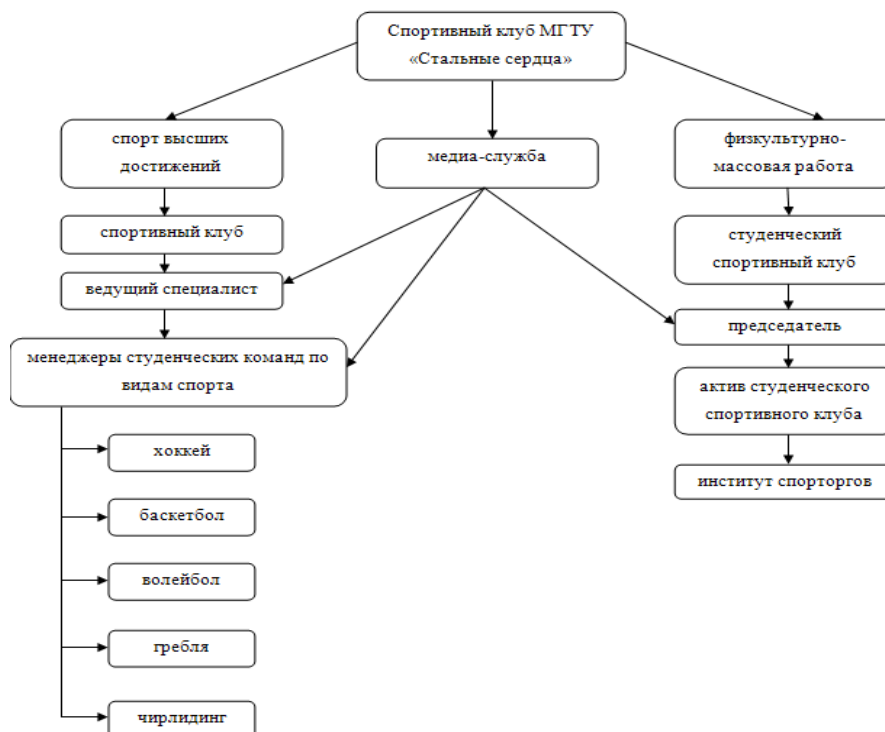 Спортивный клуб МГТУ
«Стальные сердца»
спорт высших
достижений
медиа-служба
физкультурно-
массовая работа
спортивный клуб
студенческий
спортивный клуб
ведущий специалист
председатель
менеджеры студенческих команд по
видам спорта
актив студенческого
спортивного клуба
хоккей
институт спорторгов
баскетбол
волейбол
гребля
чирлидинг